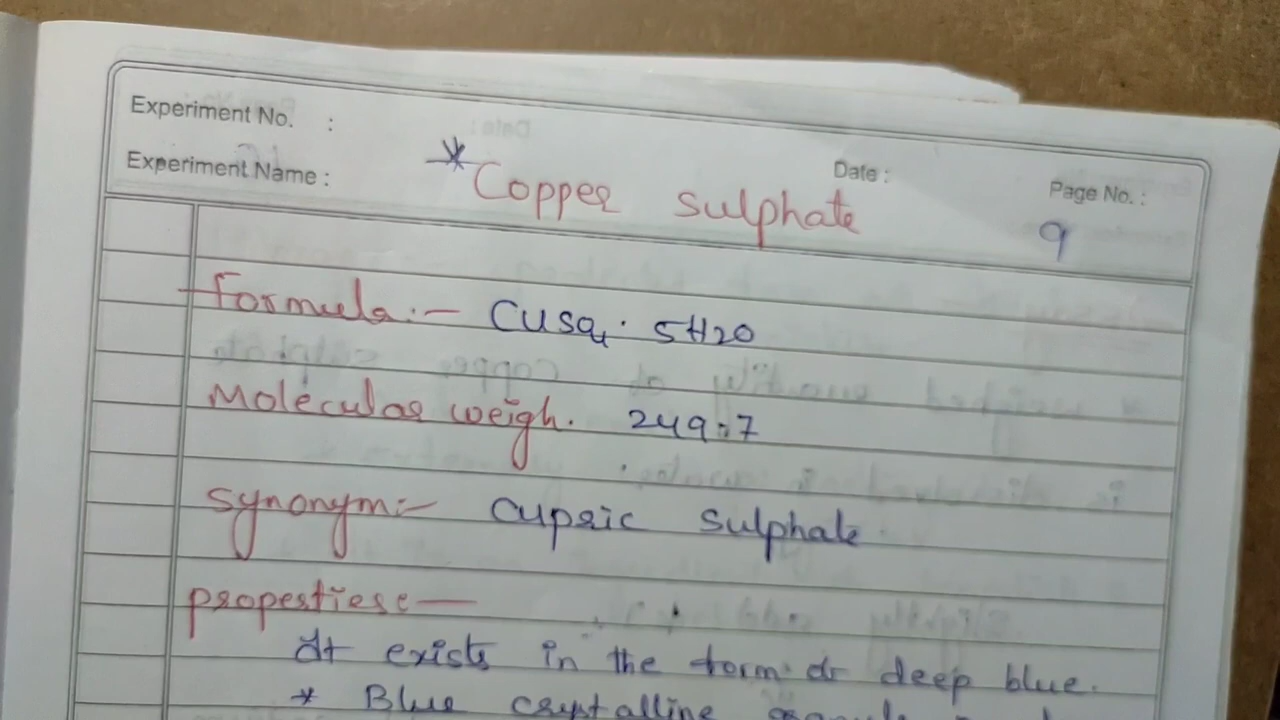 Experiment No. :
Experiment Name :
* Copper sulphate
Date :
Page No. :
9
Formula:- CUSO4. 5H2O
Molecular weigh. 249.7
Synonym:- Cupric sulphate
properties:-
It exists in the form deep blue.
* Blue crystalline